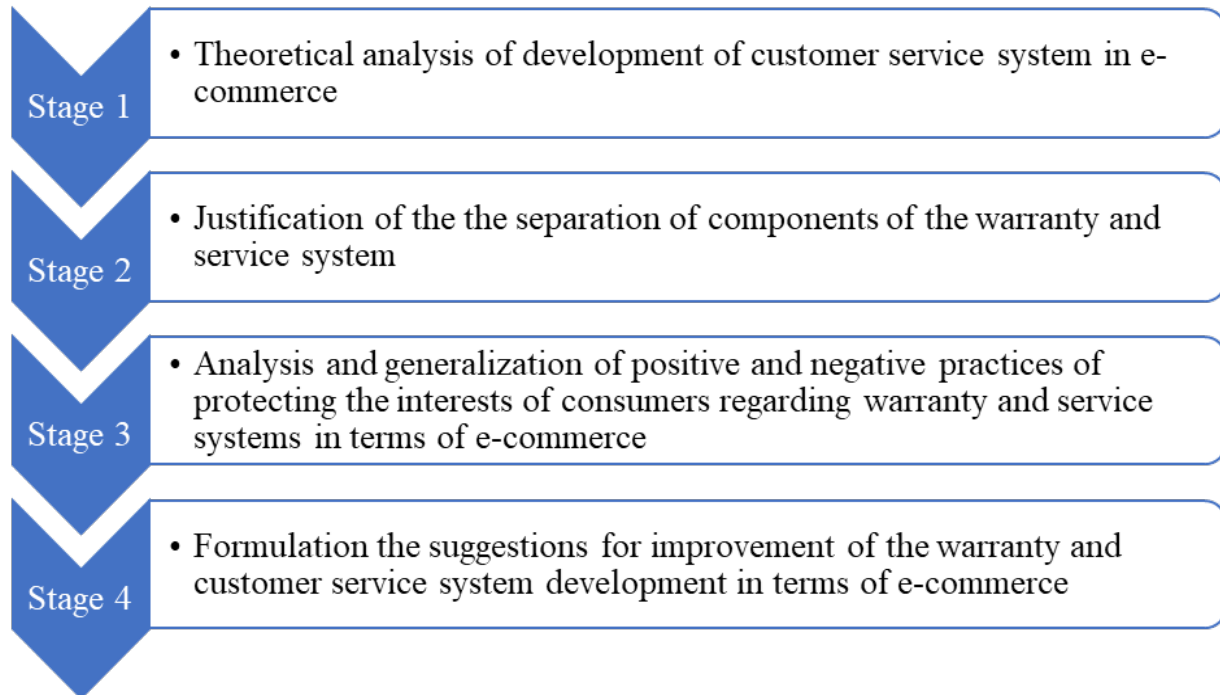 Stage 1
• Theoretical analysis of development of customer service system in e-
commerce
Stage 2
• Justification of the the separation of components of the warranty and
service system
Stage 3
• Analysis and generalization of positive and negative practices of
protecting the interests of consumers regarding warranty and service
systems in terms of e-commerce
Stage 4
• Formulation the suggestions for improvement of the warranty and
customer service system development in terms of e-commerce